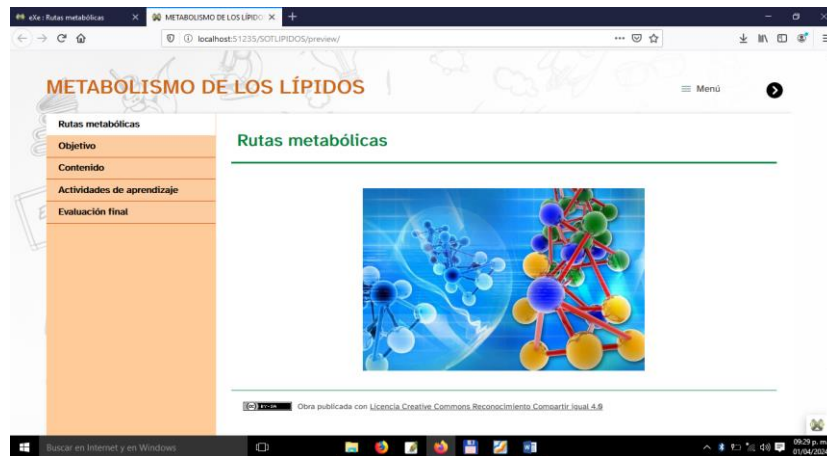 eXe : Rutas metabólicas
METABOLISMO DE LOS LÍPIDO
localhost:51235/SOTLIPIDOS/preview/
METABOLISMO DE LOS LÍPIDOS
Menú
Rutas metabólicas
Objetivo
Contenido
Actividades de aprendizaje
Evaluación final
Rutas metabólicas
Obra publicada con Licencia Creative Commons Reconocimiento Compartir igual 4.0
Buscar en Internet y en Windows
09:29 p. m.
01/04/2024